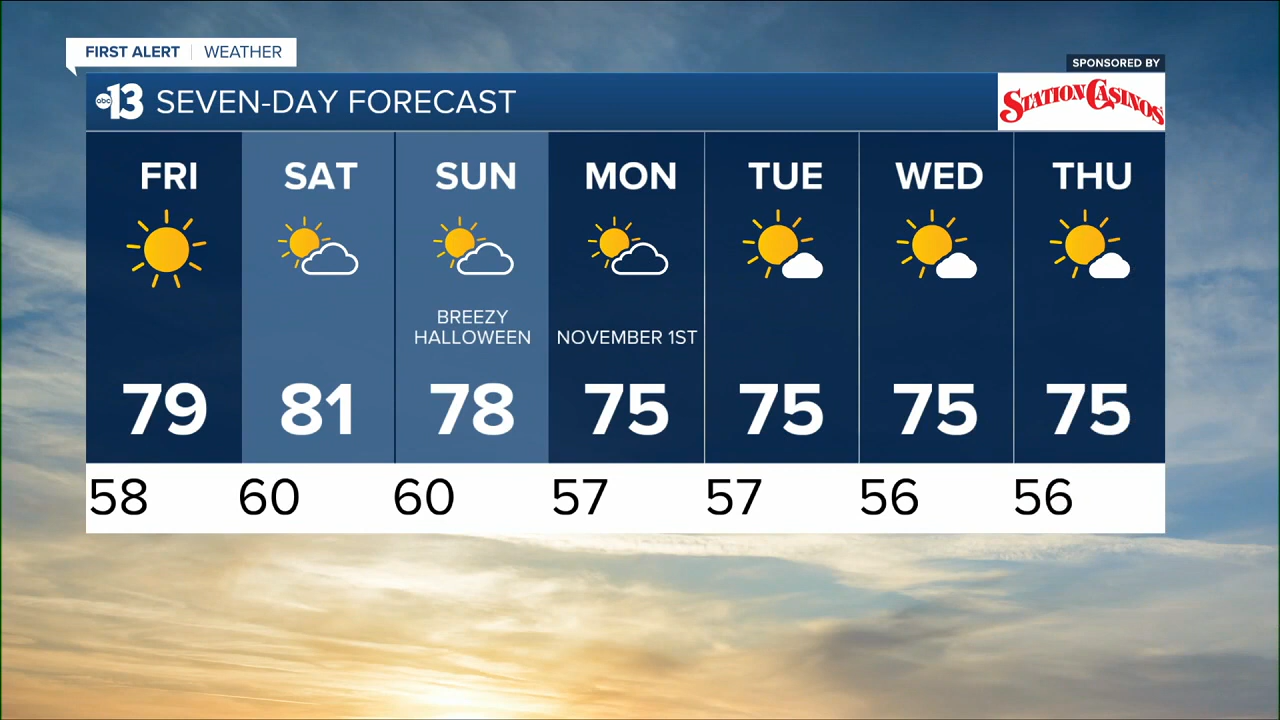 FIRST ALERT | WEATHER
SPONSORED BY
abc 13 SEVEN-DAY FORECAST
STATION CASINOS
FRI SAT SUN MON TUE WED THU
BREEZY
HALLOWEEN NOVEMBER 1ST
79 81 78 75 75 75 75
58 60 60 57 57 56 56